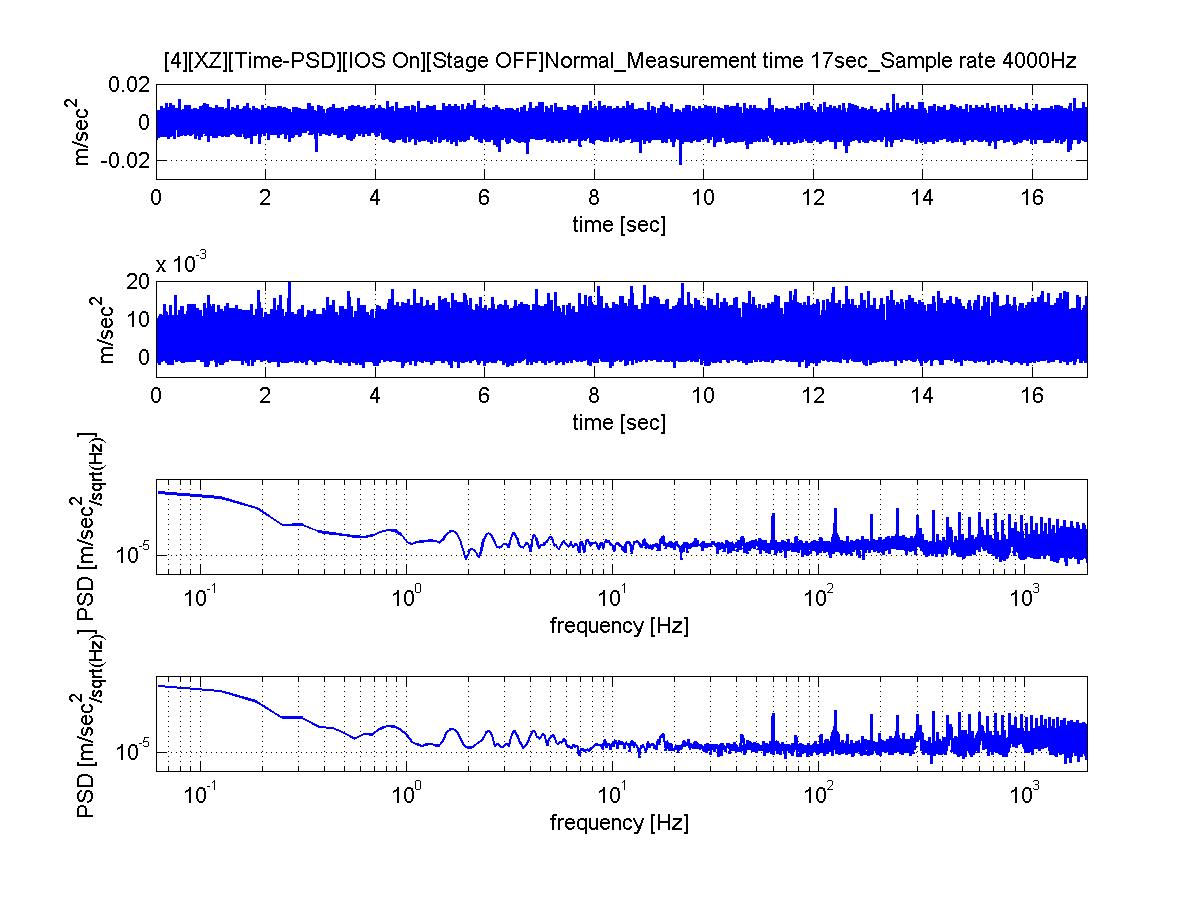 [4][XZ][Time-PSD][IOS On][Stage OFF]Normal_Measurement time 17sec_Sample rate 4000Hz
0.02
0
-0.02
m/sec2
0 2 4 6 8 10 12 14 16
time [sec]
x 10-3
20
10
0
m/sec2
0 2 4 6 8 10 12 14 16
time [sec]
PSD [m/sec2/sqrt(Hz)]
10-5
10-1 100 101 102 103
frequency [Hz]
PSD [m/sec2/sqrt(Hz)]
10-5
10-1 100 101 102 103
frequency [Hz]